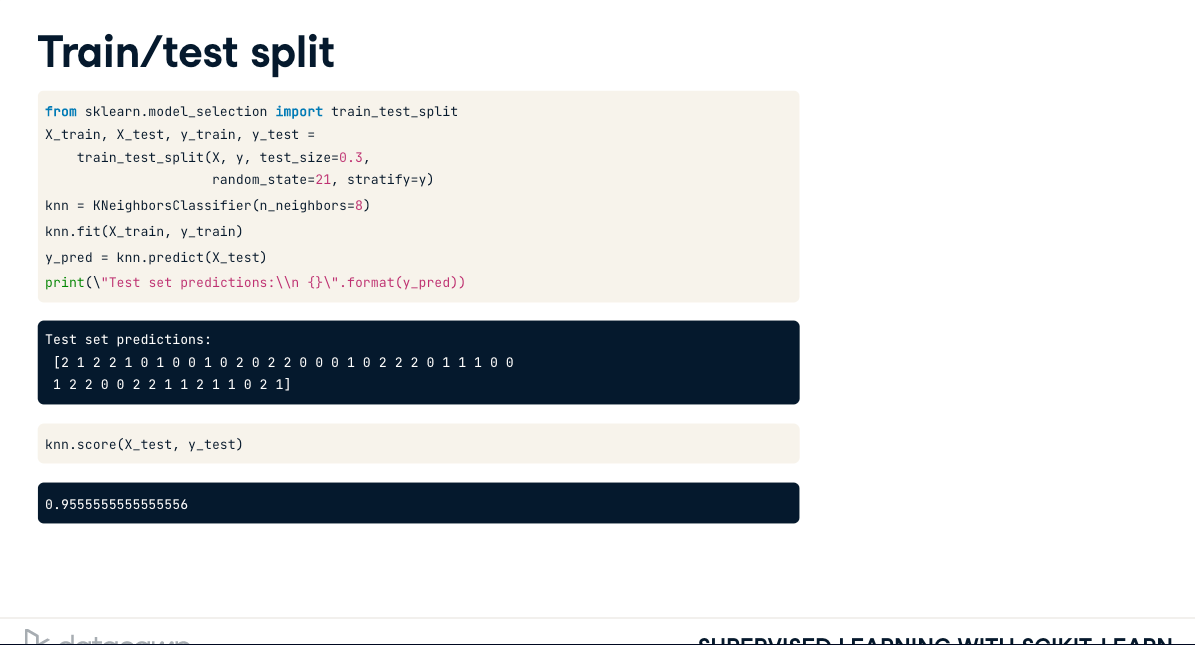 Train/test split
from sklearn.model_selection import train_test_split
X_train, X_test, y_train, y_test =
    train_test_split(X, y, test_size=0.3,
                     random_state=21, stratify=y)
knn = KNeighborsClassifier(n_neighbors=8)
knn.fit(X_train, y_train)
y_pred = knn.predict(X_test)
print(\"Test set predictions:\\n {}\".format(y_pred))
Test set predictions:
 [2 1 2 2 1 0 1 0 0 1 0 2 0 2 2 0 0 0 1 0 2 2 2 0 1 1 1 0 0
 1 2 2 0 0 2 2 1 1 2 1 1 0 2 1]
knn.score(X_test, y_test)
0.9555555555555556
datacamp
SUPERVISED LEARNING WITH SCIKIT-LEARN